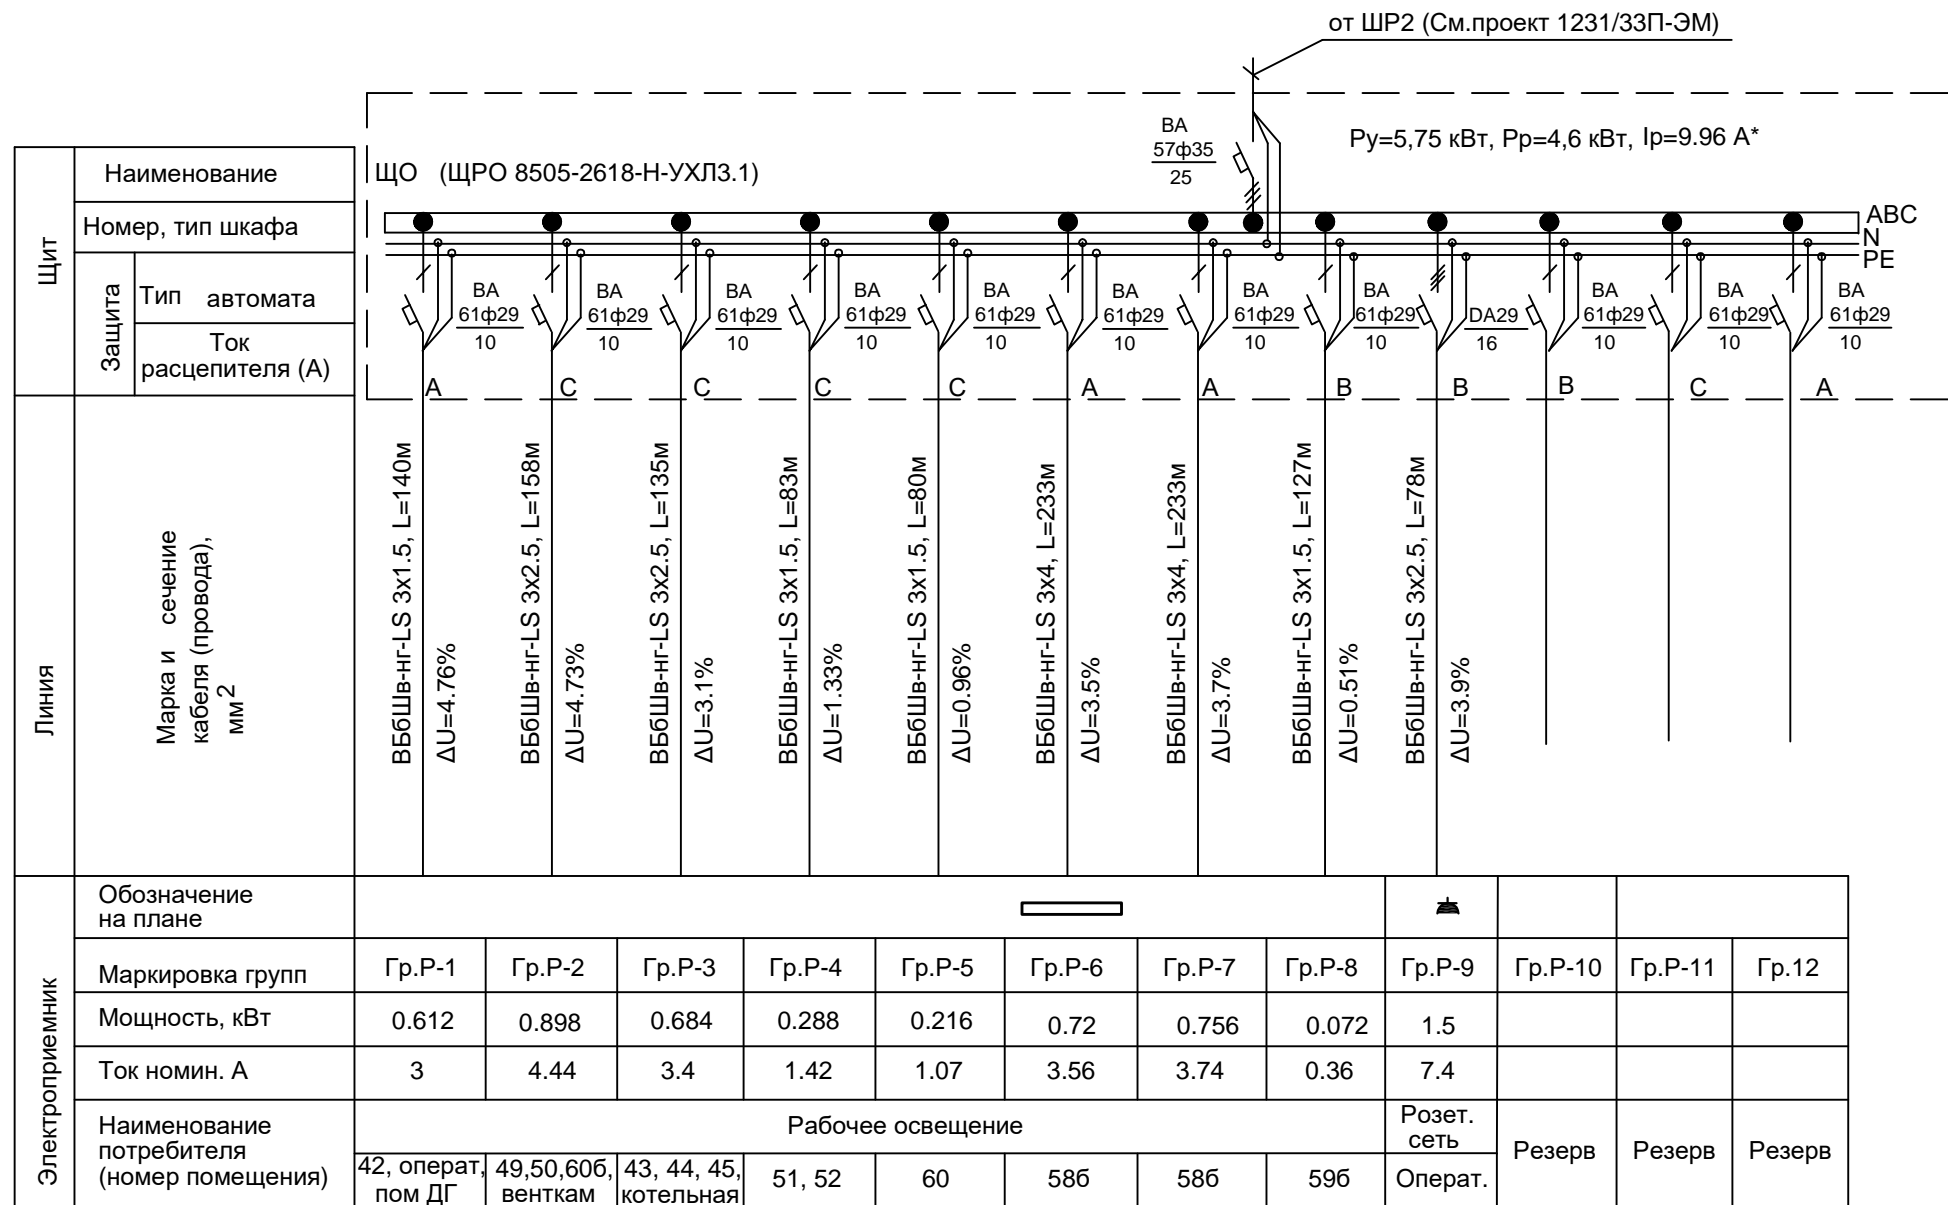 от ШР2 (См.проект 1231/33П-ЭМ)
ВА
57ф35
25
Ру=5,75 кВт, Рр=4,6 кВт, Iр=9.96 А*
Щит
Наименование
ЩО (ЩРО 8505-2618-Н-УХЛ3.1)
Номер, тип шкафа
АВС
N
PE
Защита
Тип автомата
Ток
расцепителя (А)
ВА
61ф29
10
ВА
61ф29
10
ВА
61ф29
10
ВА
61ф29
10
ВА
61ф29
10
ВА
61ф29
10
ВА
61ф29
10
ВА
61ф29
10
DA29
16
ВА
61ф29
10
ВА
61ф29
10
ВА
61ф29
10
А С С С С А А В В В С А
Линия
Марка и сечение
кабеля (провода),
мм2
ВБбШв-нг-LS 3х1.5, L=140м
ΔU=4.76%
ВБбШв-нг-LS 3х2.5, L=158м
ΔU=4.73%
ВБбШв-нг-LS 3х2.5, L=135м
ΔU=3.1%
ВБбШв-нг-LS 3х1.5, L=83м
ΔU=1.33%
ВБбШв-нг-LS 3х1.5, L=80м
ΔU=0.96%
ВБбШв-нг-LS 3х4, L=233м
ΔU=3.5%
ВБбШв-нг-LS 3х4, L=233м
ΔU=3.7%
ВБбШв-нг-LS 3х1.5, L=127м
ΔU=0.51%
ВБбШв-нг-LS 3х2.5, L=78м
ΔU=3.9%
Электроприемник
Обозначение
на плане
Маркировка групп Гр.Р-1 Гр.Р-2 Гр.Р-3 Гр.Р-4 Гр.Р-5 Гр.Р-6 Гр.Р-7 Гр.Р-8 Гр.Р-9 Гр.Р-10 Гр.Р-11 Гр.12
Мощность, кВт 0.612 0.898 0.684 0.288 0.216 0.72 0.756 0.072 1.5
Ток номин. А 3 4.44 3.4 1.42 1.07 3.56 3.74 0.36 7.4
Наименование
потребителя
(номер помещения)
Рабочее освещение
Розет.
сеть
42, операт,
пом ДГ
49,50,60б,
венткам
43, 44, 45,
котельная
51, 52
60
58б
58б
59б
Операт.
Резерв
Резерв
Резерв